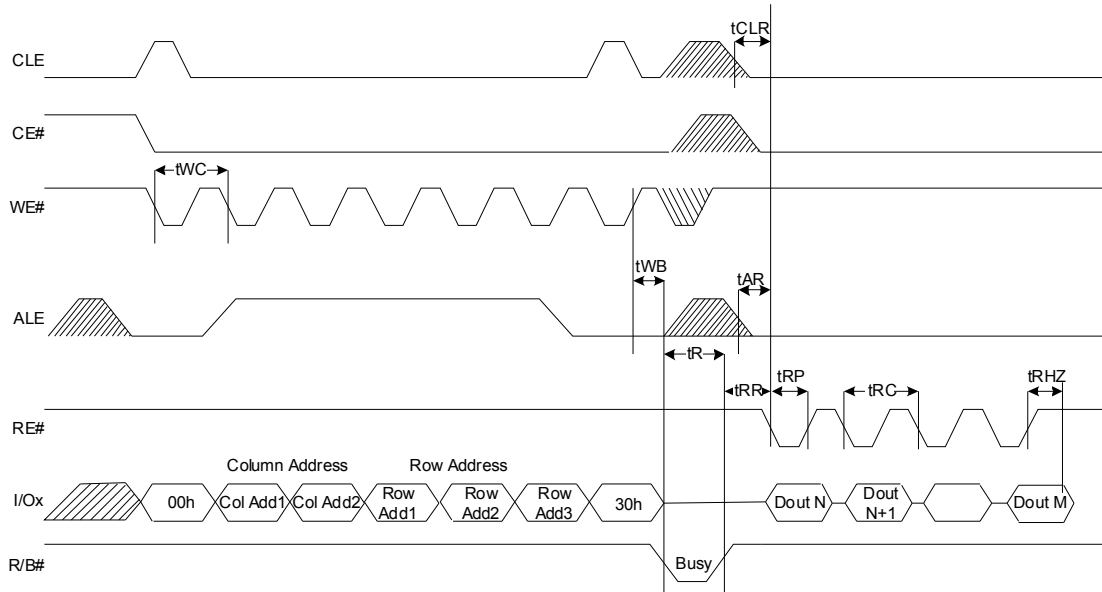 tCLR
CLE
CE#
tWC
WE#
tWB
tAR
ALE
tR
tRR
tRP
tRC
tRHZ
RE#
Column Address
Row Address
I/Ox
00h
Col Add1
Col Add2
Row
Add1
Row
Add2
Row
Add3
30h
Dout N
Dout
N+1
Dout M
R/B#
Busy